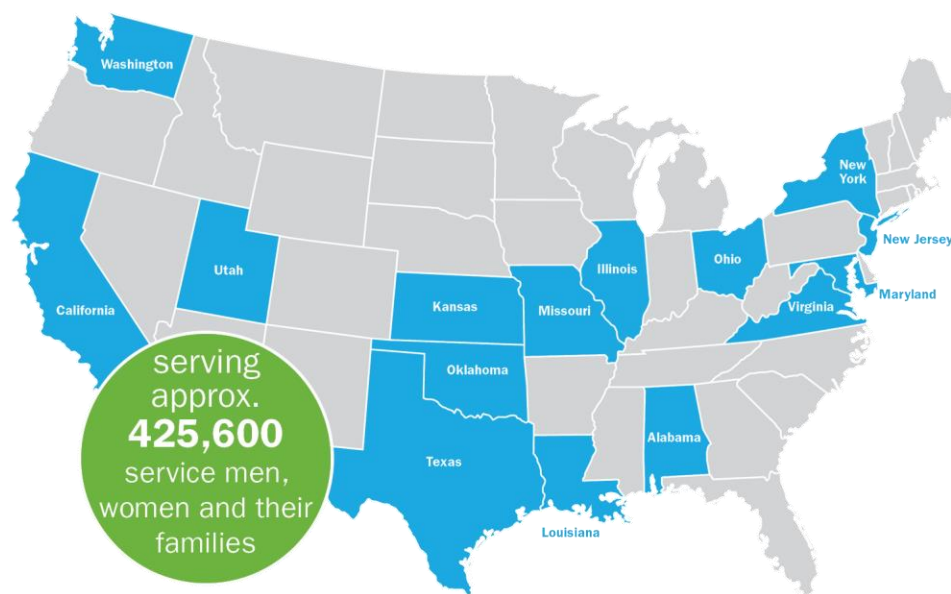 Washington
New
York
New Jersey
Ohio
Illinois
Utah
Maryland
Virginia
Kansas
Missouri
California
serving
approx.
425,600
service men,
women and their
families
Oklahoma
Alabama
Texas
Louisiana